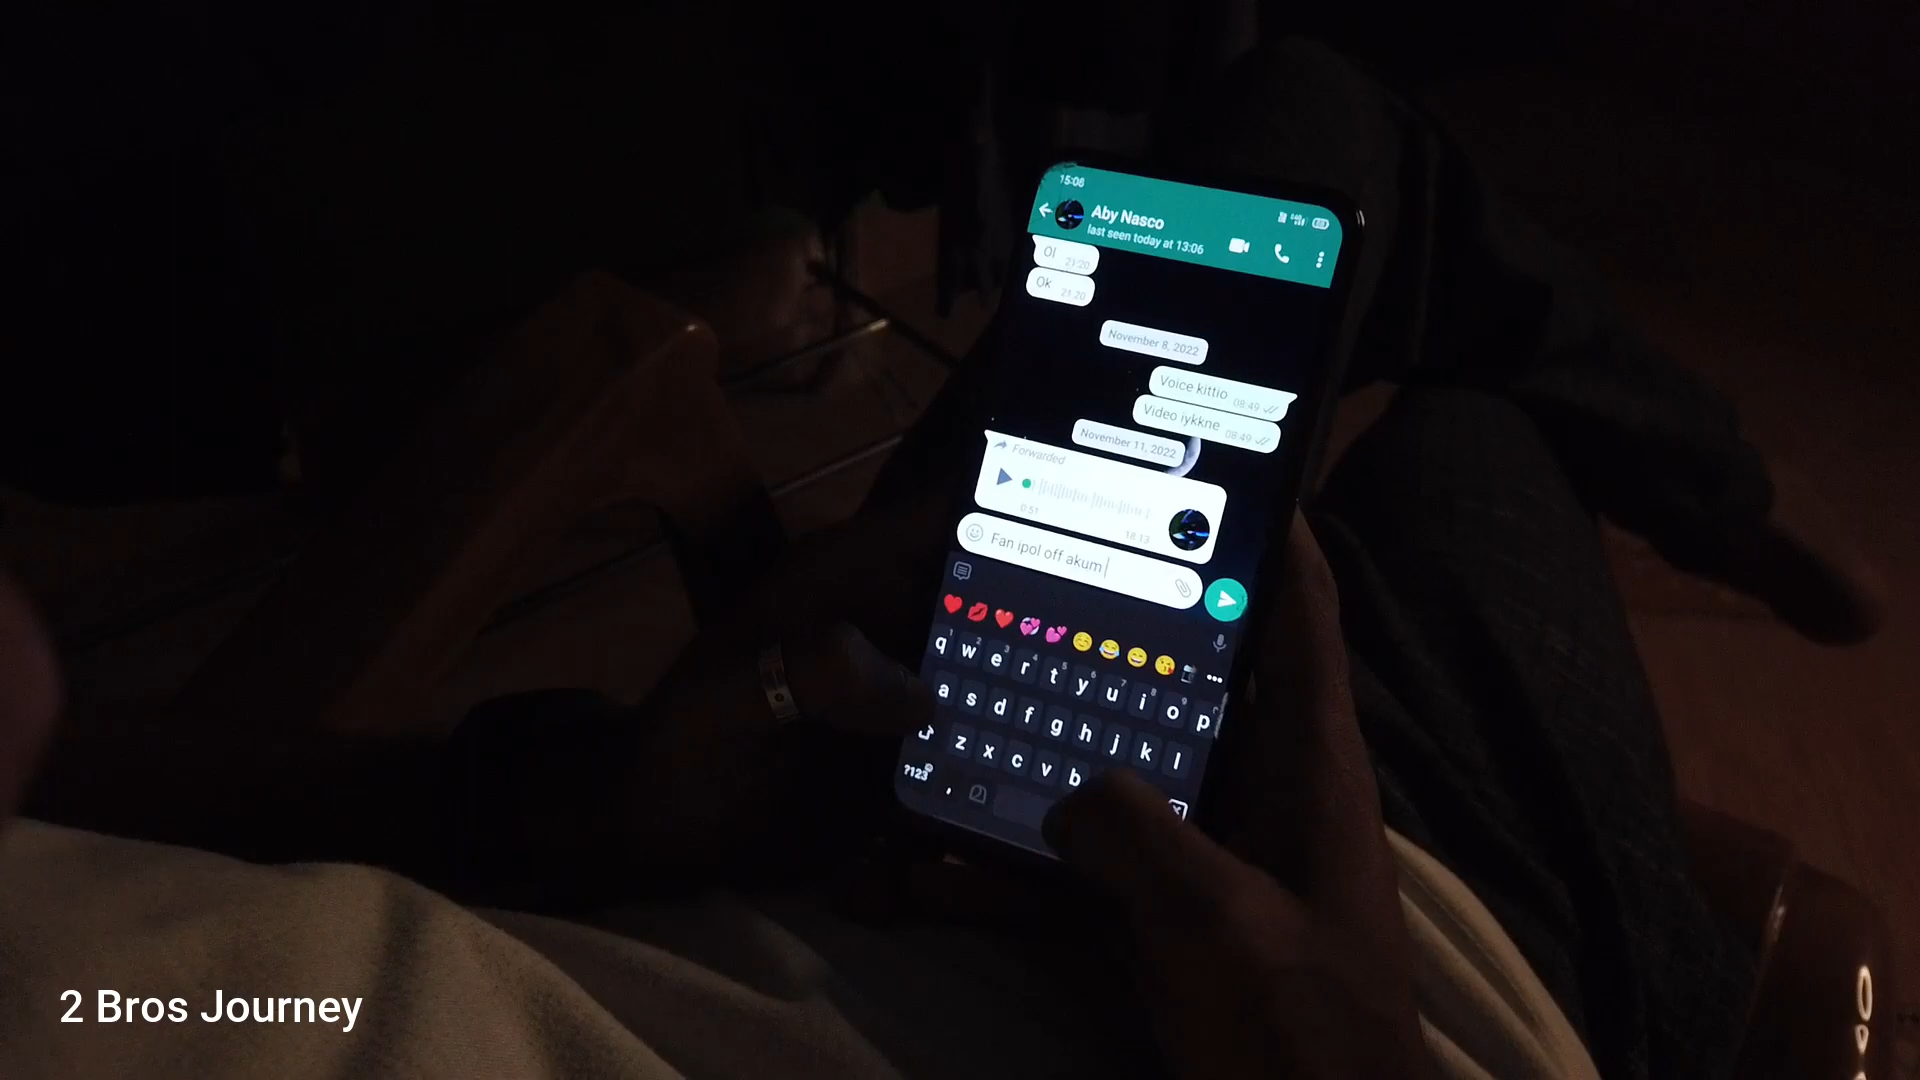 15:08
Aby Nasco
last seen today at 13:06
21:20
Ok 21:20
November 8, 2022
Voice kittio 08:49
Video iykkne 08:49
November 11, 2022
Forwarded
0:51 18:13
Fan ipol off akum
q w e r t y u i o p
a s d f g h j k l
z x c v b
?123 ,
2 Bros Journey